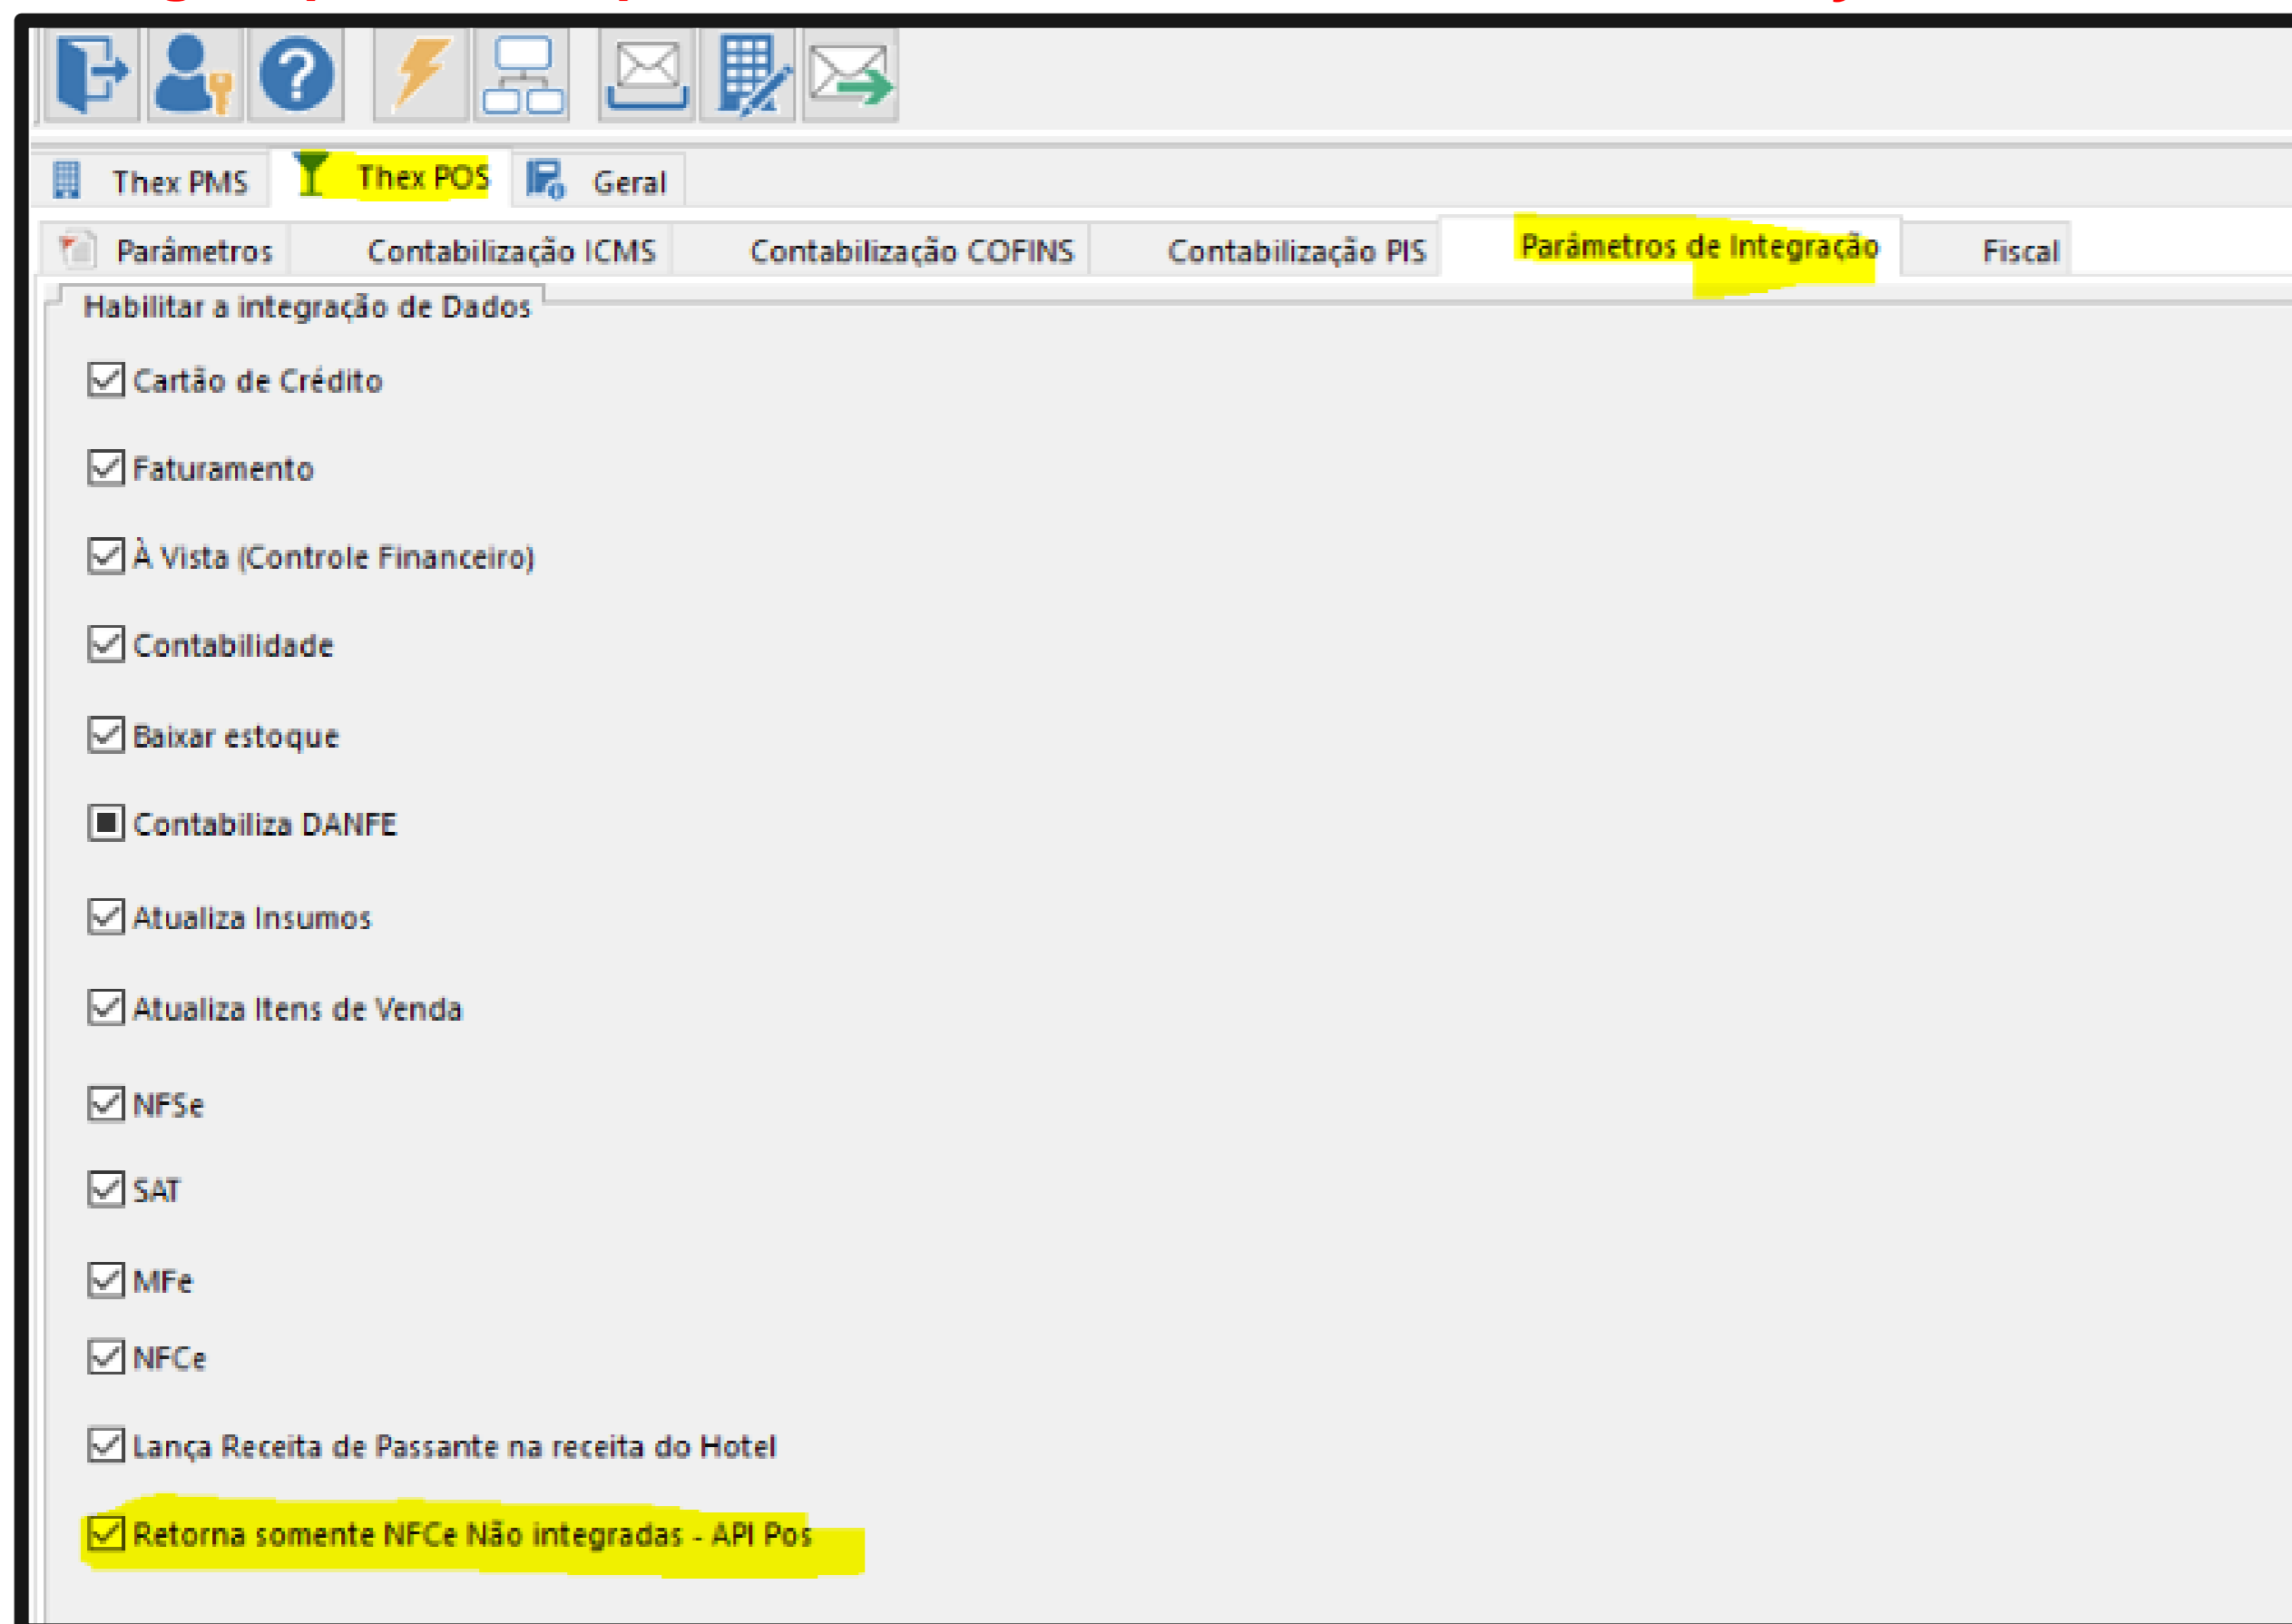 Thex PMS Thex POS Geral
Parâmetros Contabilização ICMS Contabilização COFINS Contabilização PIS Parâmetros de Integração Fiscal
Habilitar a integração de Dados
Cartão de Crédito
Faturamento
À Vista (Controle Financeiro)
Contabilidade
Baixar estoque
Contabiliza DANFE
Atualiza Insumos
Atualiza Itens de Venda
NFSe
SAT
MFe
NFCe
Lança Receita de Passante na receita do Hotel
Retorna somente NFCe Não integradas - API Pos